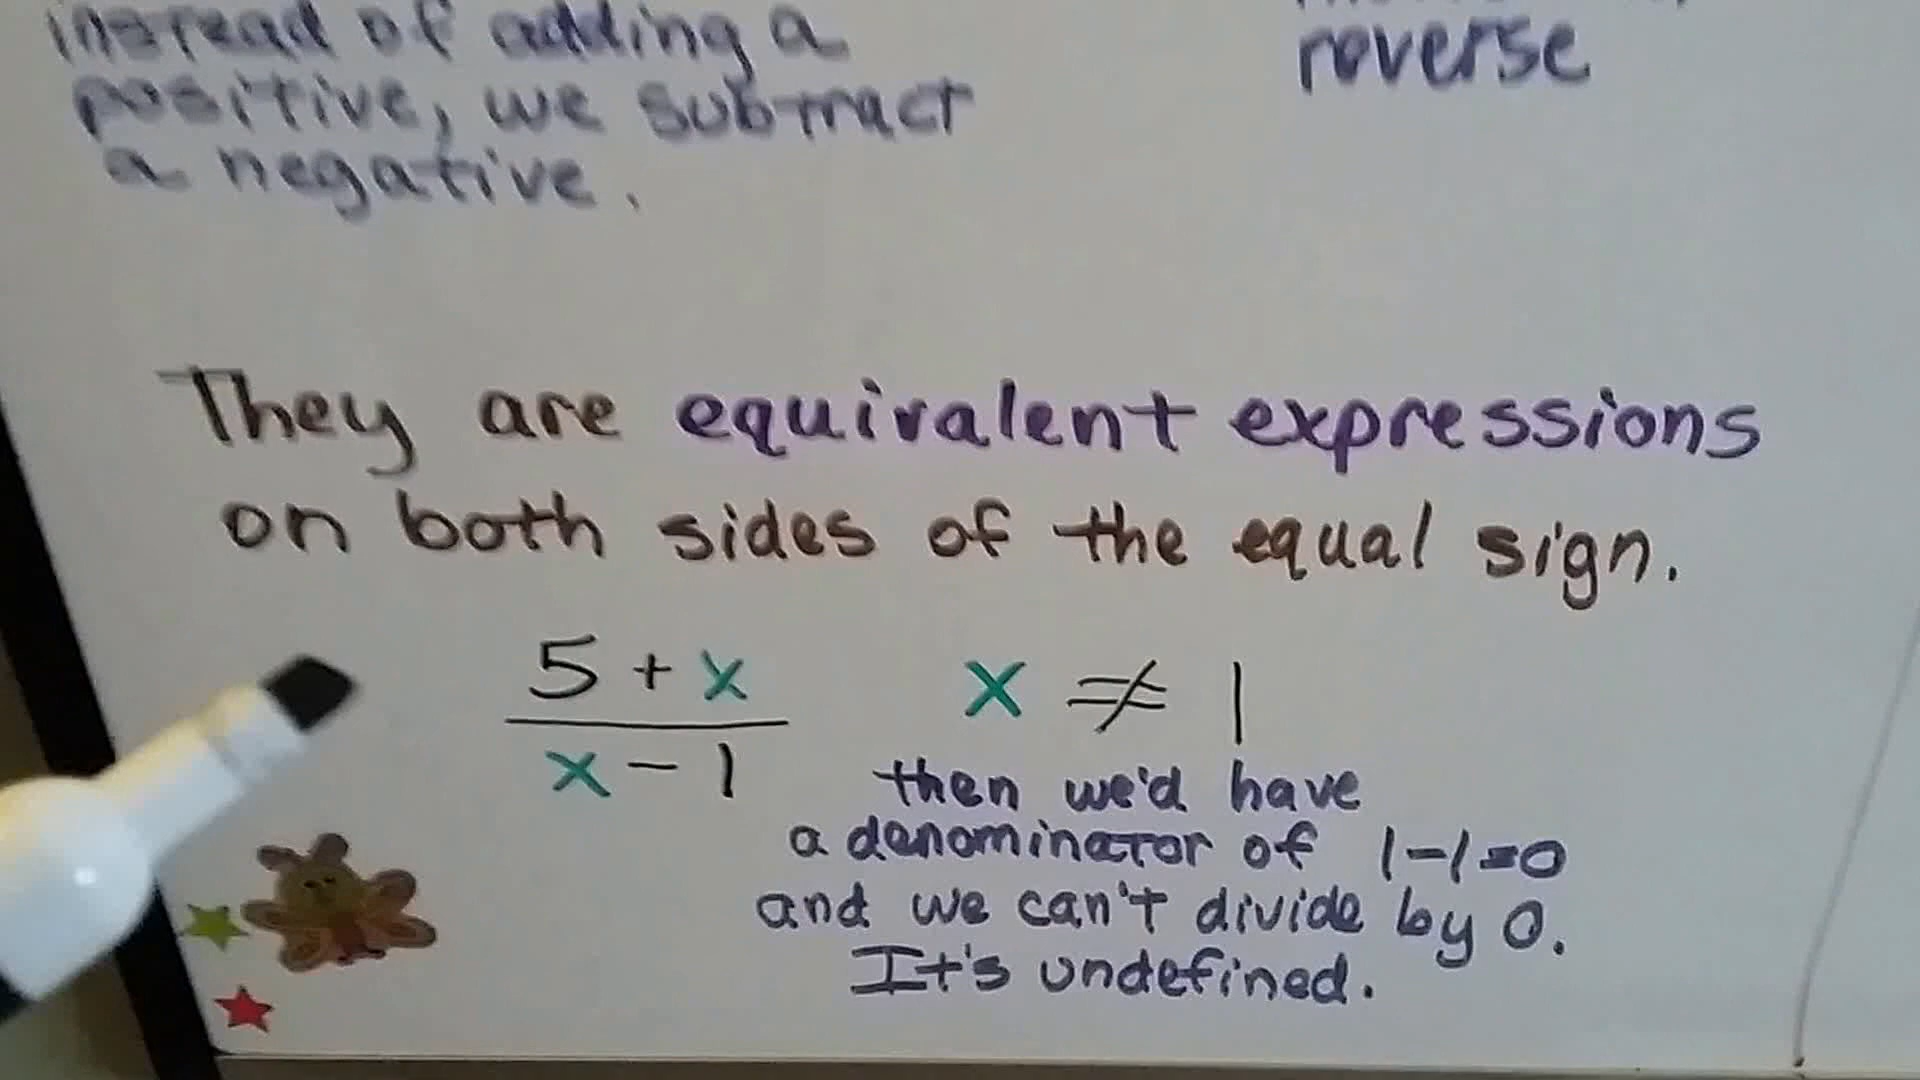 instead of adding a
positive, we subtract
a negative.
reverse
They are equivalent expressions
on both sides of the equal sign.
5 + x
x - 1
x ≠ 1
then we'd have
a denominator of 1-1=0
and we can't divide by 0.
It's undefined.